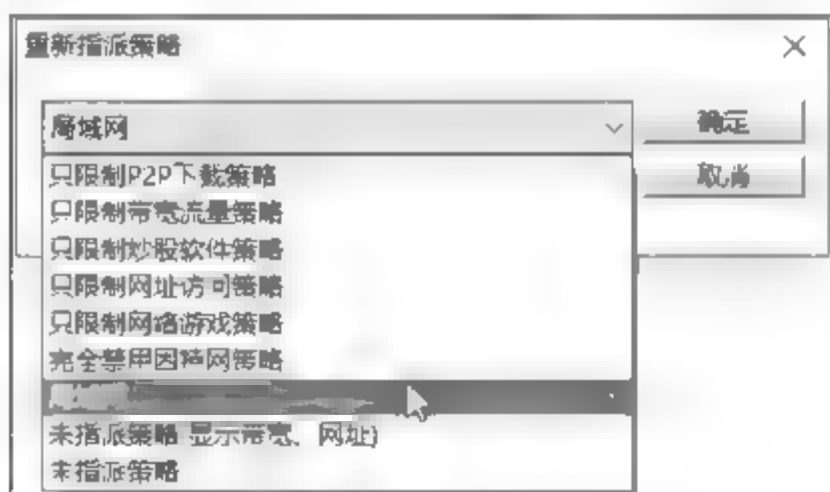 重新指派策略
局域网
确定
只限制P2P下载策略
取消
只限制带宽流量策略
只限制炒股软件策略
只限制网址访问策略
只限制网络游戏策略
完全禁用因特网策略
未指派策略 显示带宽、网址)
未指派策略